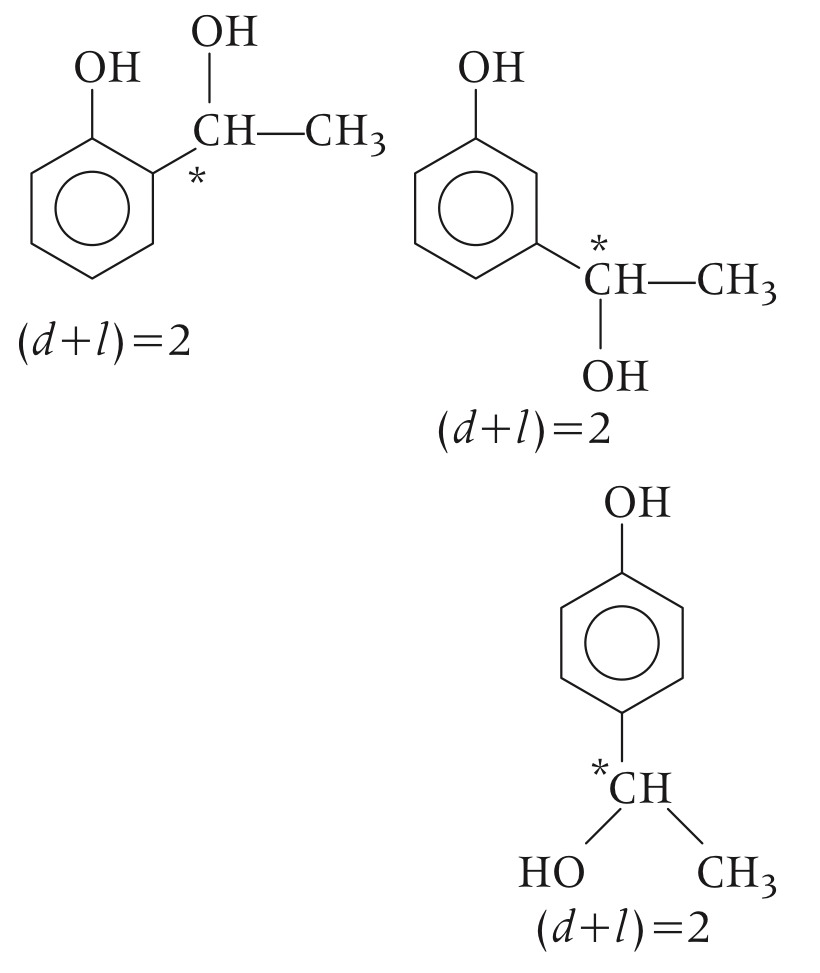 OH
OH
CH—CH₃
*
(d+l)=2
OH
*
CH—CH₃
OH
(d+l)=2
OH
*CH
HO CH₃
(d+l)=2